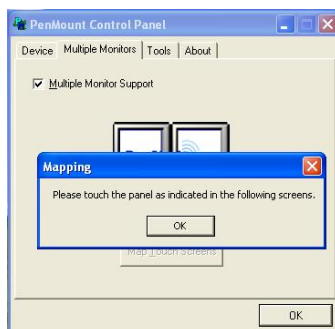 PenMount Control Panel
Device Multiple Monitors Tools About
Multiple Monitor Support
Mapping
Please touch the panel as indicated in the following screens.
OK
Map Touch Screens
OK